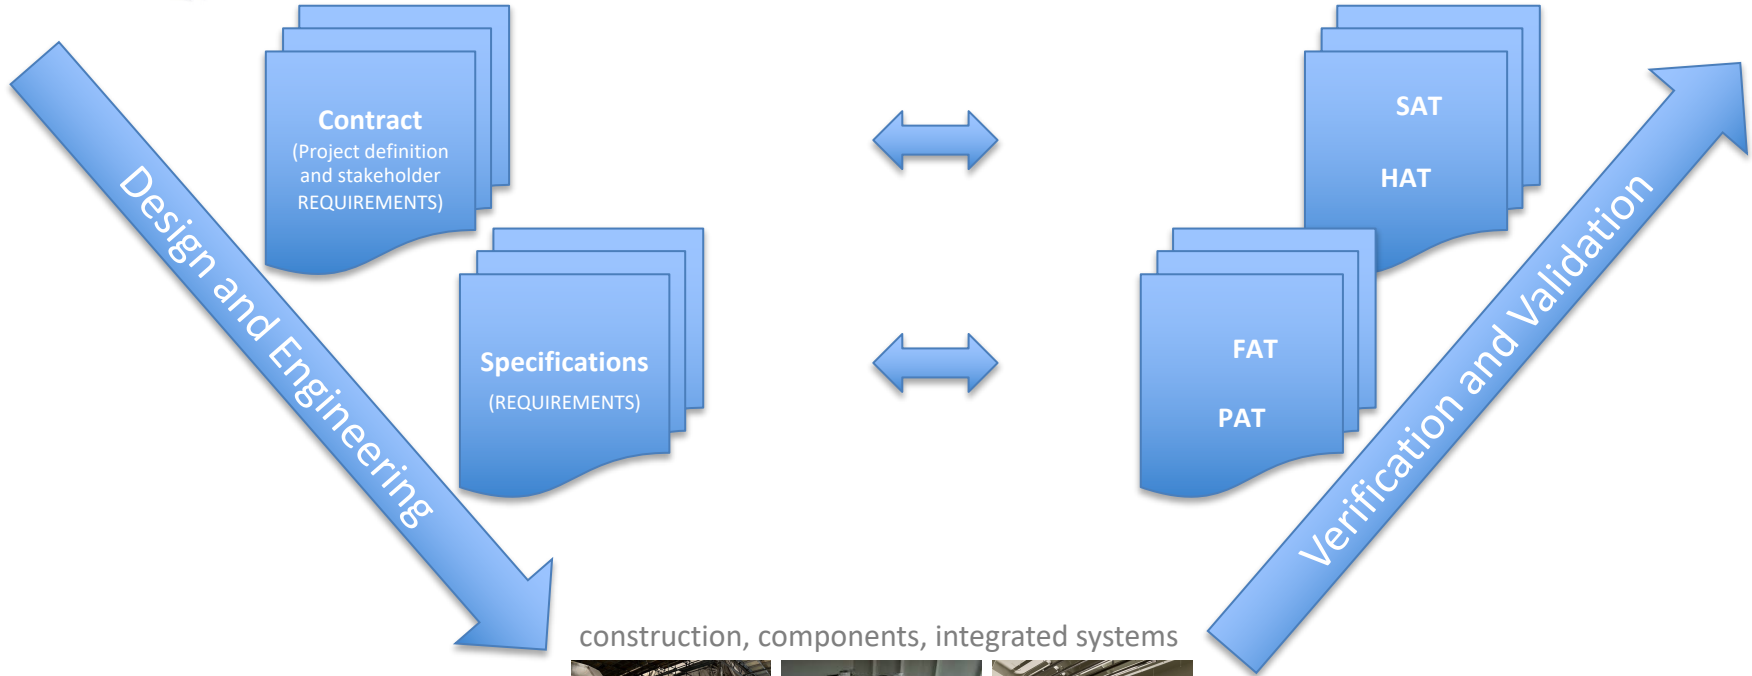 Contract
(Project definition
and stakeholder
REQUIREMENTS)
SAT
HAT
Design and Engineering
Specifications
(REQUIREMENTS)
FAT
PAT
Verification and Validation
construction, components, integrated systems